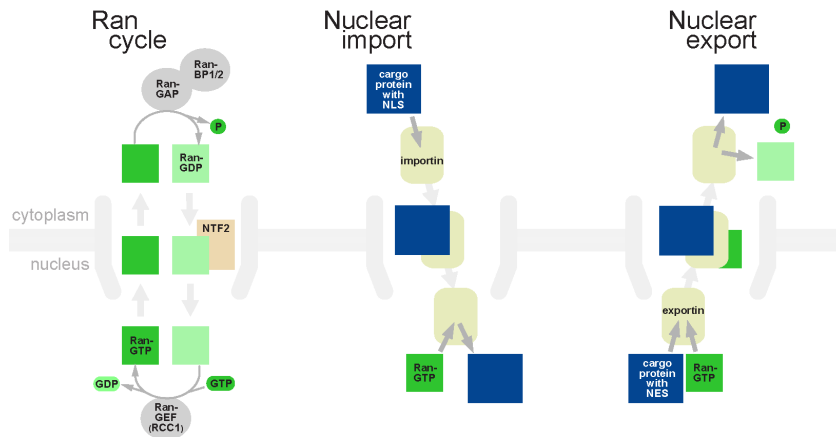 Ran
cycle
Nuclear
import
Nuclear
export
Ran-
BP1/2
Ran-
GAP
P
Ran-
GDP
cytoplasm
nucleus
NTF2
Ran-
GTP
GDP
GTP
Ran-
GEF
(RCC1)
cargo
protein
with NLS
importin
Ran-
GTP
P
exportin
cargo
protein
with NES
Ran-
GTP